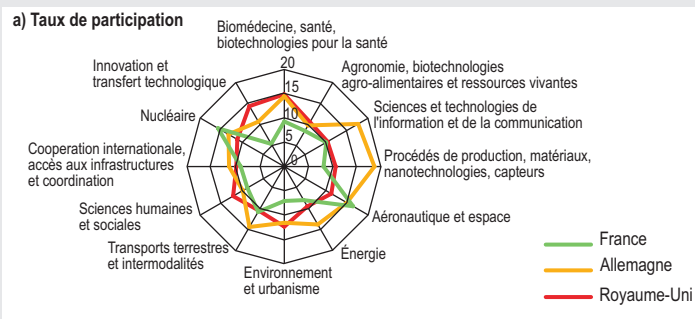 a) Taux de participation
Biomédecine, santé,
biotechnologies pour la santé
20
15
10
5
0
Agronomie, biotechnologies
agro-alimentaires et ressources vivantes
Sciences et technologies de
l'information et de la communication
Procédés de production, matériaux,
nanotechnologies, capteurs
Aéronautique et espace
Énergie
Environnement
et urbanisme
Transports terrestres
et intermodalités
Sciences humaines
et sociales
Cooperation internationale,
accès aux infrastructures
et coordination
Nucléaire
Innovation et
transfert technologique
France
Allemagne
Royaume-Uni